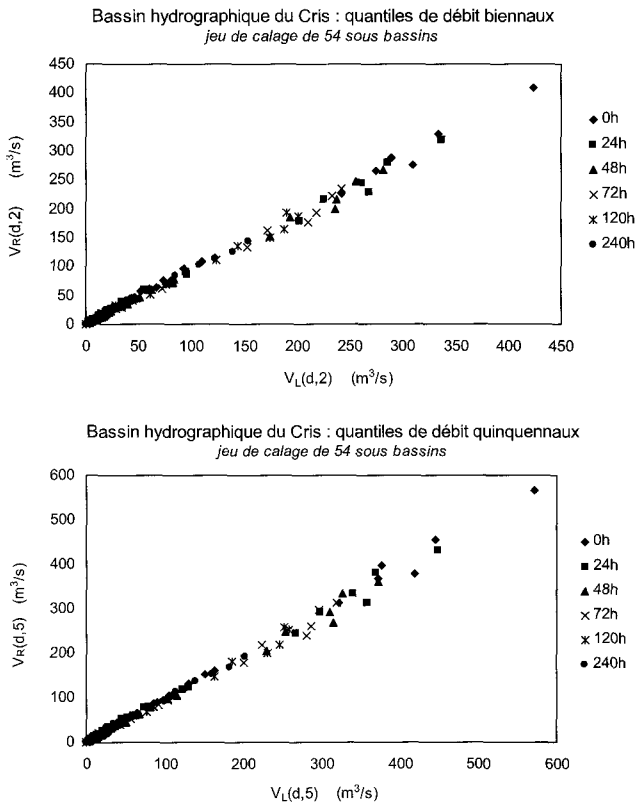 Bassin hydrographique du Cris : quantiles de débit biennaux
jeu de calage de 54 sous bassins
VR(d,2) (m³/s)
450
400
350
300
250
200
150
100
50
0
0 50 100 150 200 250 300 350 400 450
VL(d,2) (m³/s)
0h
24h
48h
72h
120h
240h
Bassin hydrographique du Cris : quantiles de débit quinquennaux
jeu de calage de 54 sous bassins
VR(d,5) (m³/s)
600
500
400
300
200
100
0
0 100 200 300 400 500 600
VL(d,5) (m³/s)
0h
24h
48h
72h
120h
240h